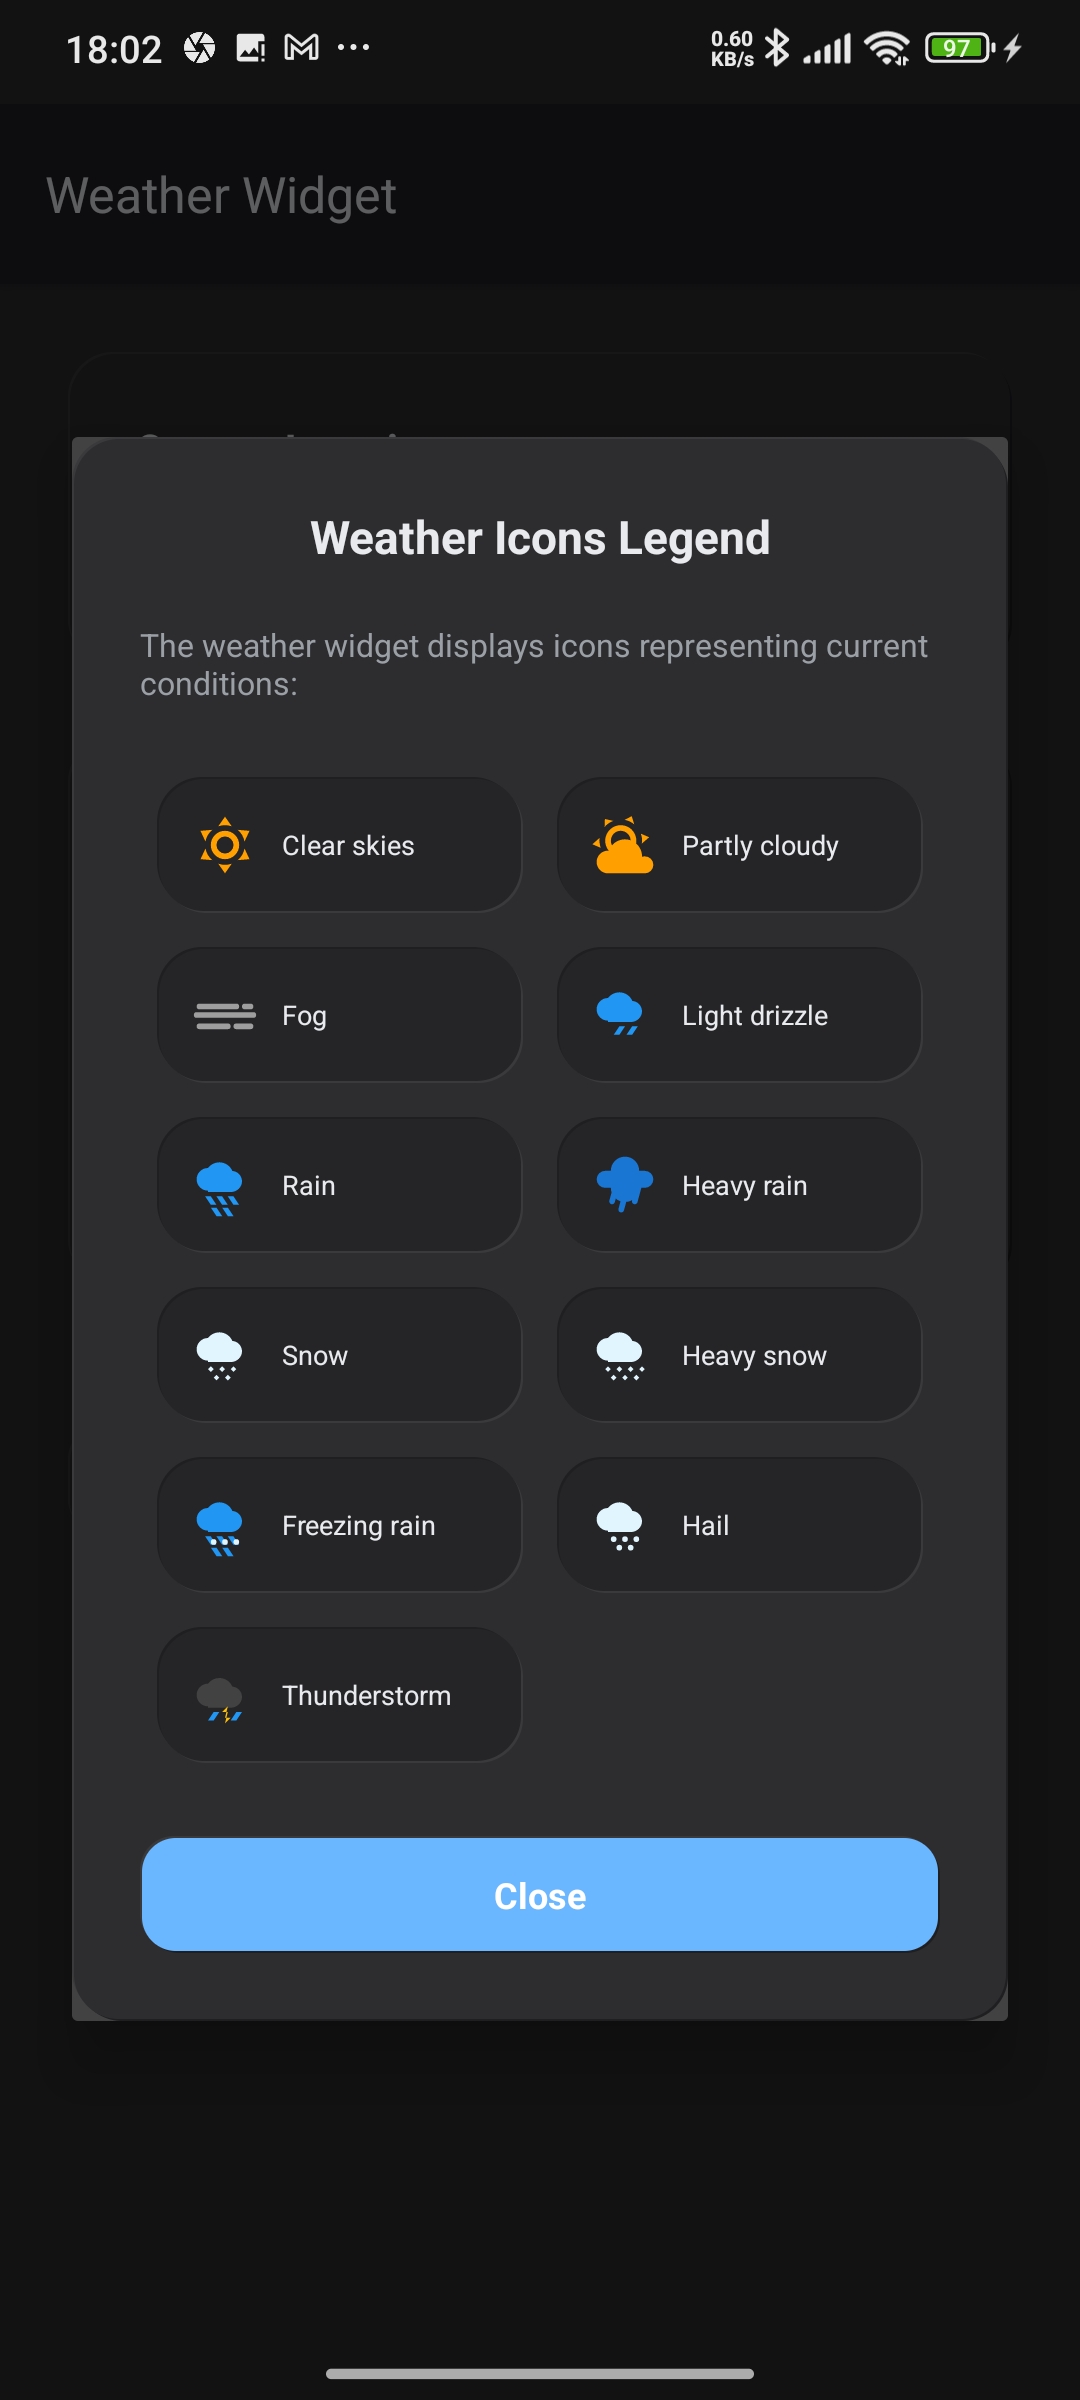 18:02
0.60
KB/s
97
Weather Widget
Weather Icons Legend
The weather widget displays icons representing current
conditions:
Clear skies
Partly cloudy
Fog
Light drizzle
Rain
Heavy rain
Snow
Heavy snow
Freezing rain
Hail
Thunderstorm
Close